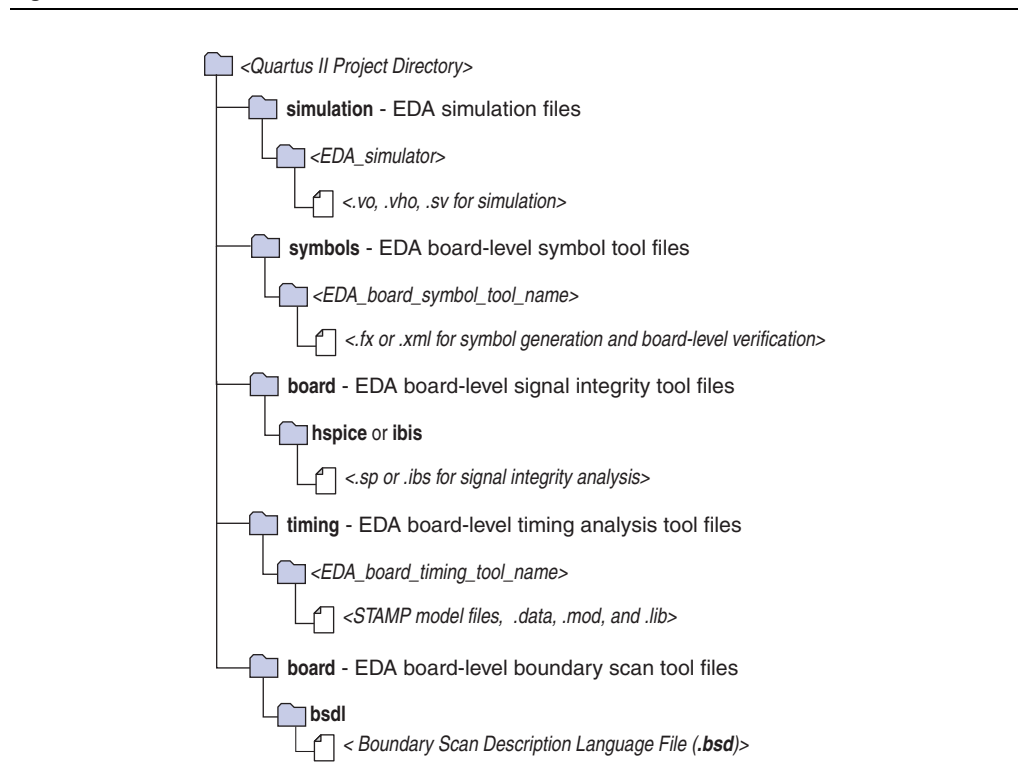 <Quartus II Project Directory>
simulation - EDA simulation files
<EDA_simulator>
<.vo, .vho, .sv for simulation>
symbols - EDA board-level symbol tool files
<EDA_board_symbol_tool_name>
<.fx or .xml for symbol generation and board-level verification>
board - EDA board-level signal integrity tool files
hspice or ibis
<.sp or .ibs for signal integrity analysis>
timing - EDA board-level timing analysis tool files
<EDA_board_timing_tool_name>
<STAMP model files, .data, .mod, and .lib>
board - EDA board-level boundary scan tool files
bsdl
< Boundary Scan Description Language File (.bsd)>